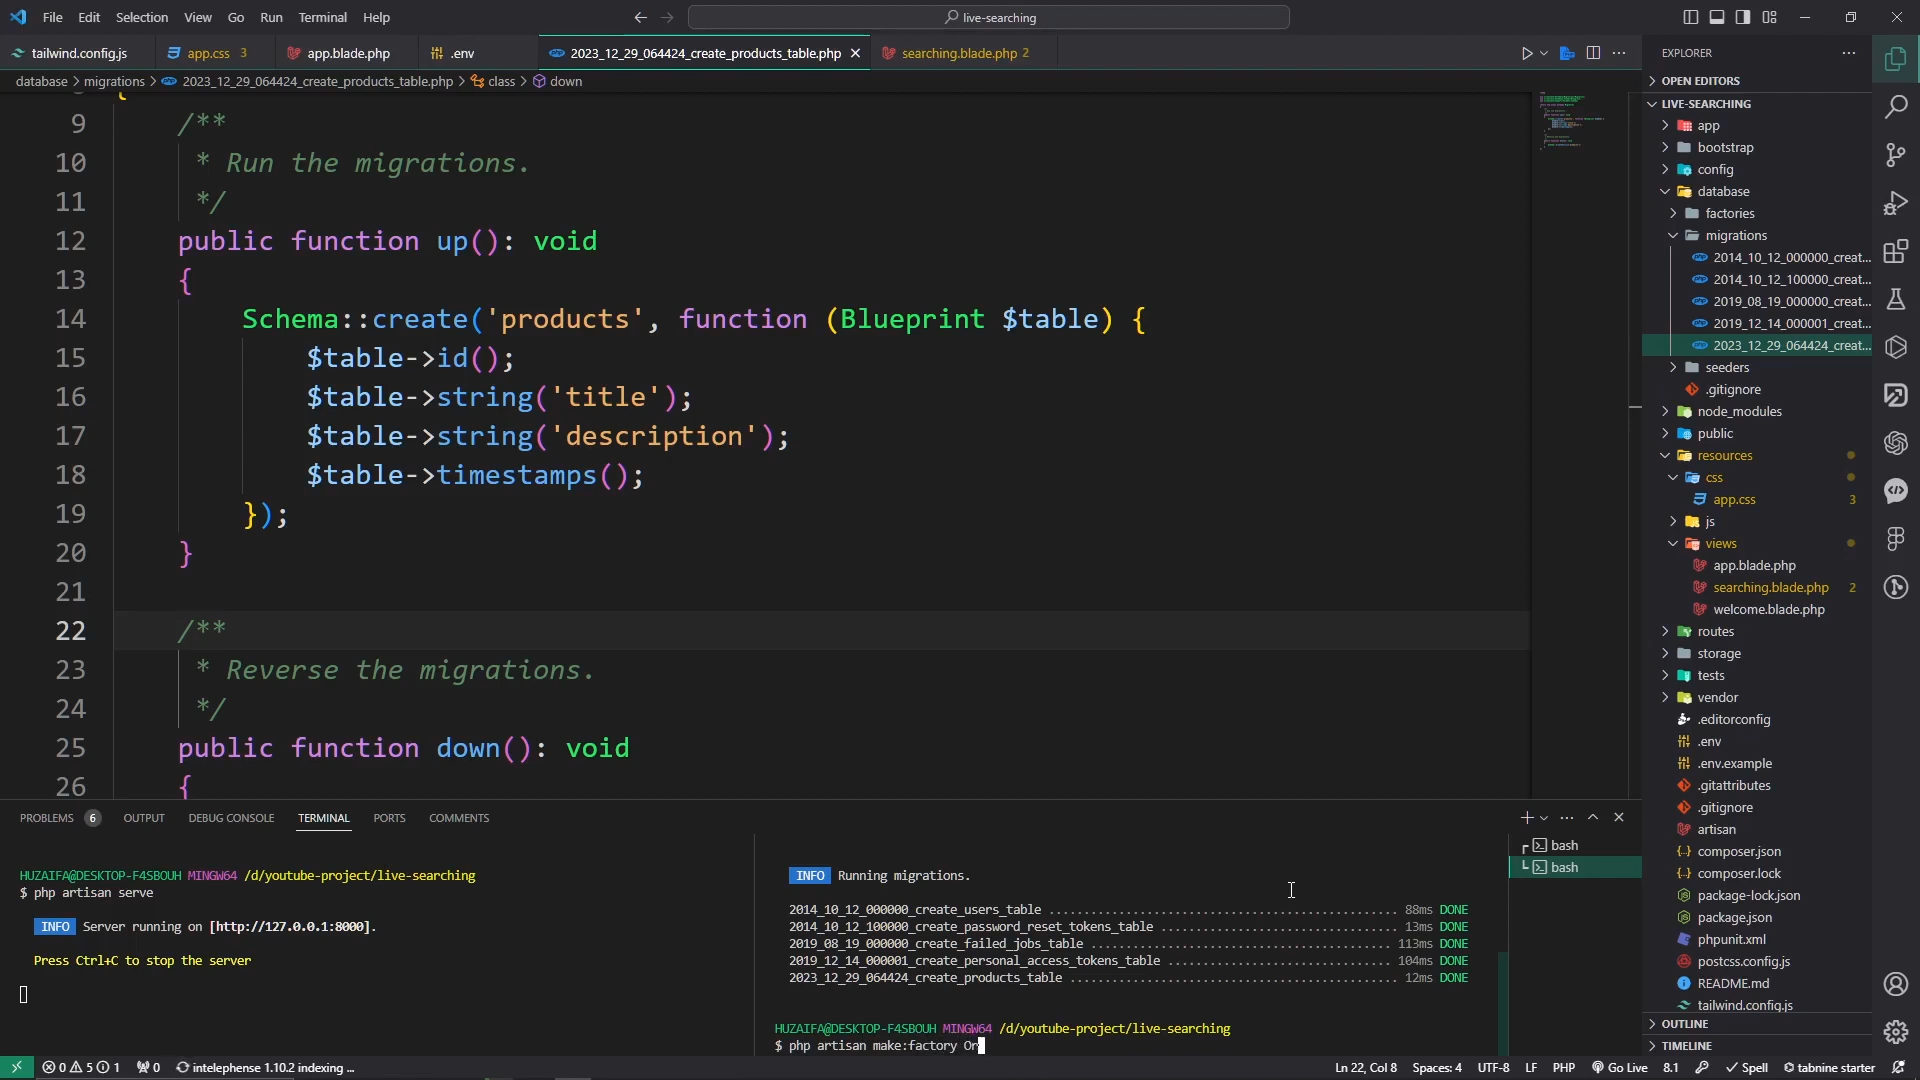 File Edit Selection View Go Run Terminal Help
live-searching
tailwind.config.js
app.css 3
app.blade.php
.env
2023_12_29_064424_create_products_table.php
searching.blade.php 2
database > migrations > 2023_12_29_064424_create_products_table.php > class > down
9 /**
10 * Run the migrations.
11 */
12 public function up(): void
13 {
14 Schema::create('products', function (Blueprint $table) {
15 $table->id();
16 $table->string('title');
17 $table->string('description');
18 $table->timestamps();
19 });
20 }
21
22 /**
23 * Reverse the migrations.
24 */
25 public function down(): void
26 {
PROBLEMS 6 OUTPUT DEBUG CONSOLE TERMINAL PORTS COMMENTS
HUZAIFA@DESKTOP-F4SBOUH MINGW64 /d/youtube-project/live-searching
$ php artisan serve
INFO Server running on [http://127.0.0.1:8000].
Press Ctrl+C to stop the server
INFO Running migrations.
2014_10_12_000000_create_users_table ........ 88ms DONE
2014_10_12_100000_create_password_reset_tokens_table ........ 13ms DONE
2019_08_19_000000_create_failed_jobs_table ........ 113ms DONE
2019_12_14_000001_create_personal_access_tokens_table ........ 104ms DONE
2023_12_29_064424_create_products_table ........ 12ms DONE
HUZAIFA@DESKTOP-F4SBOUH MINGW64 /d/youtube-project/live-searching
$ php artisan make:factory Or
bash
bash
EXPLORER
OPEN EDITORS
LIVE-SEARCHING
app
bootstrap
config
database
factories
migrations
2014_10_12_000000_creat...
2014_10_12_100000_creat...
2019_08_19_000000_creat...
2019_12_14_000001_creat...
2023_12_29_064424_creat...
seeders
.gitignore
node_modules
public
resources
css
app.css 3
js
views
app.blade.php
searching.blade.php 2
welcome.blade.php
routes
storage
tests
vendor
.editorconfig
.env
.env.example
.gitattributes
.gitignore
artisan
composer.json
composer.lock
package-lock.json
package.json
phpunit.xml
postcss.config.js
README.md
tailwind.config.js
OUTLINE
TIMELINE
0 5 1 0 intelephense 1.10.2 indexing ...
Ln 22, Col 8 Spaces: 4 UTF-8 LF PHP Go Live 8.1 Spell tabnine starter